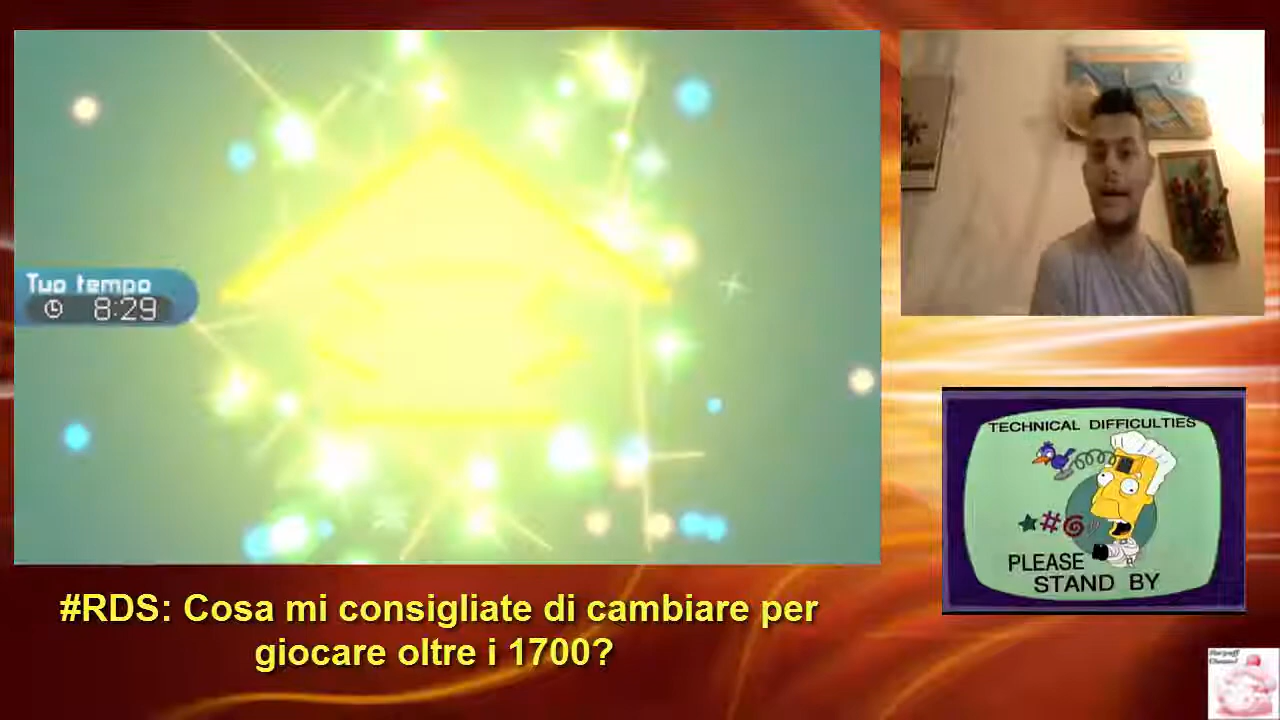 Tuo tempo
8:29
TECHNICAL DIFFICULTIES
PLEASE
STAND BY
#RDS: Cosa mi consigliate di cambiare per
giocare oltre i 1700?